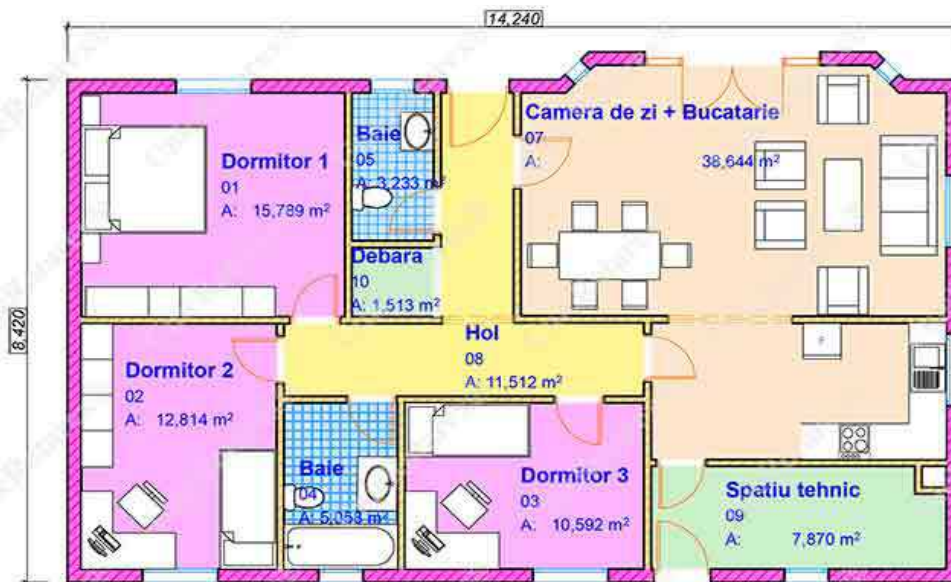 14,240
8,420
Camera de zi + Bucatarie
07
A: 38,644 m²
Baie
05
A: 3,233 m²
Dormitor 1
01
A: 15,789 m²
Debara
10
A: 1,513 m²
Hol
08
A: 11,512 m²
Dormitor 2
02
A: 12,814 m²
Baie
04
A: 5,053 m²
Dormitor 3
03
A: 10,592 m²
Spatiu tehnic
09
A: 7,870 m²